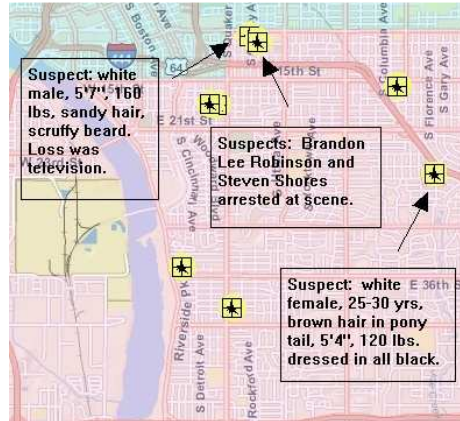 S Quaker
S Boston Ave
64
15th St
S Columbia Ave
S Florence Ave
S Gary Ave
Suspect: white
male, 5'7", 160
lbs, sandy hair,
scruffy beard.
Loss was
television.
E 21st St
Suspects: Brandon
Lee Robinson and
Steven Shores
arrested at scene.
S Cincinnati Ave
Suspect: white
female, 25-30 yrs,
brown hair in pony
tail, 5'4", 120 lbs.
dressed in all black.
E 36th S
Riverside
S Detroit Ave
Rockford Ave